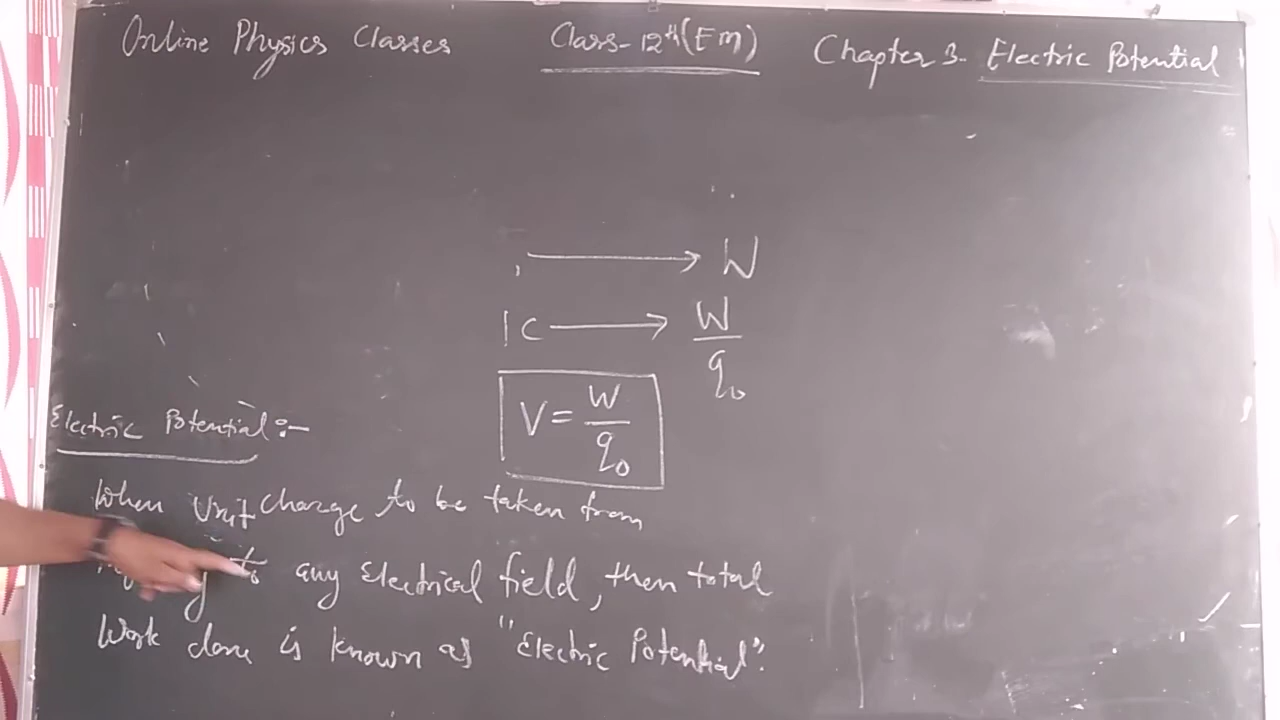 Online Physics Classes Class-12th(EM) Chapter 3. Electric Potential
W
1C W
q₀
V = W
q₀
Electric Potential:-
When Unit charge to be taken from
to any Electrical field, then total
Work done is known as "Electric Potential".